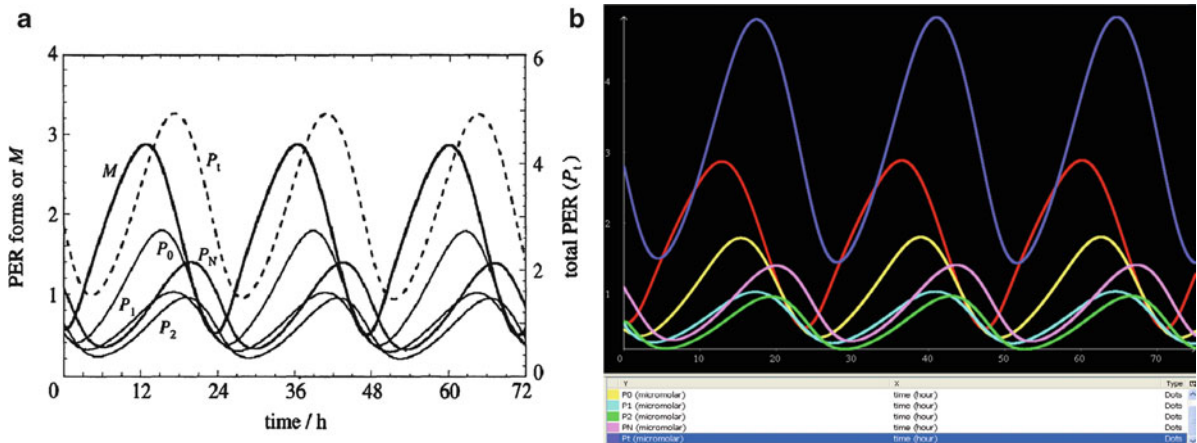 a
4
3
2
1
0
PER forms or M
M
Pt
P0
PN
P1
P2
6
5
4
3
2
1
0
total PER (Pt)
0
12
24
36
48
60
72
time / h
b
4
3
2
1
0
10
20
30
40
50
60
70
Y X Type
P0 (micromolar) time (hour) Dots
P1 (micromolar) time (hour) Dots
P2 (micromolar) time (hour) Dots
PN (micromolar) time (hour) Dots
Pt (micromolar) time (hour) Dots